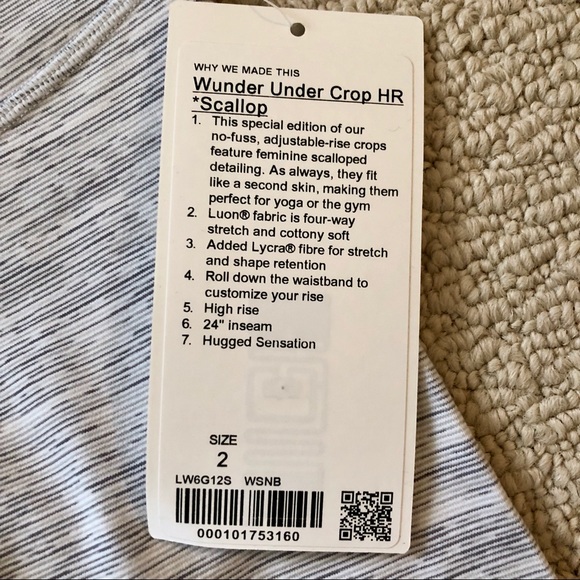 WHY WE MADE THIS
Wunder Under Crop HR
*Scallop
1. This special edition of our
no-fuss, adjustable-rise crops
feature feminine scalloped
detailing. As always, they fit
like a second skin, making them
perfect for yoga or the gym
2. Luon® fabric is four-way
stretch and cottony soft
3. Added Lycra® fibre for stretch
and shape retention
4. Roll down the waistband to
customize your rise
5. High rise
6. 24" inseam
7. Hugged Sensation
SIZE
2
LW6G12S WSNB
000101753160